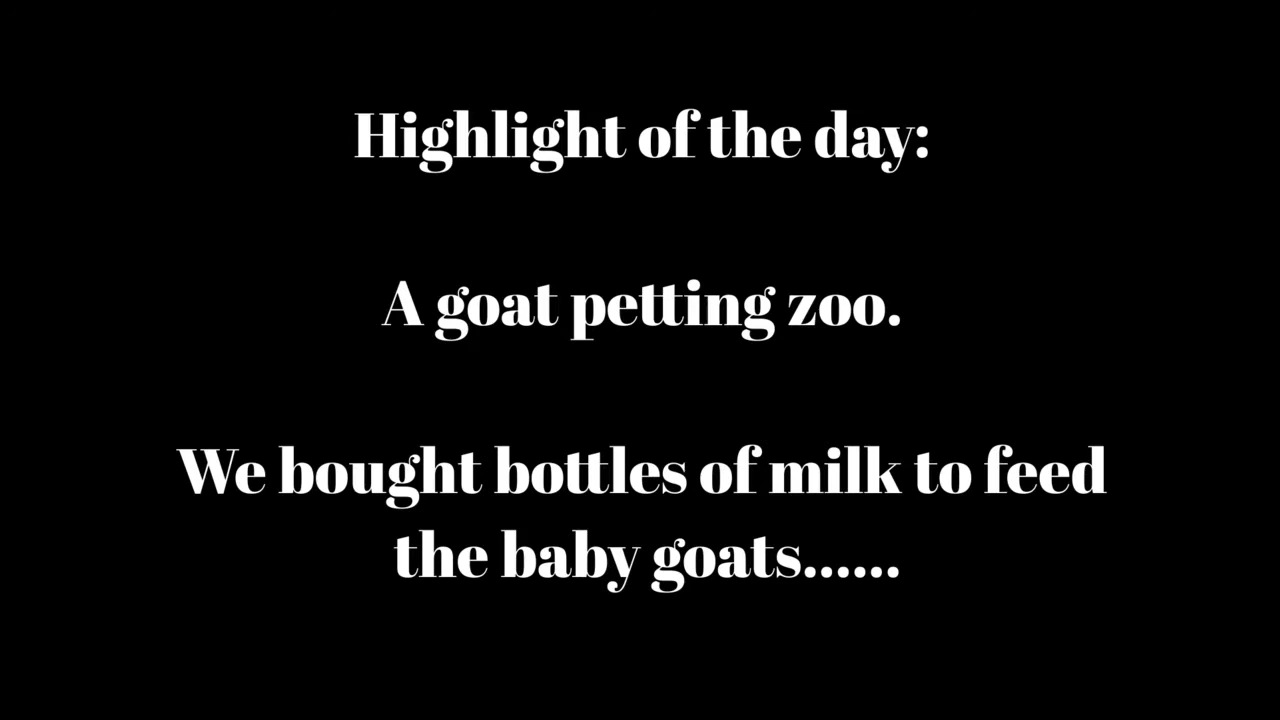 Highlight of the day:
A goat petting zoo.
We bought bottles of milk to feed
the baby goats......